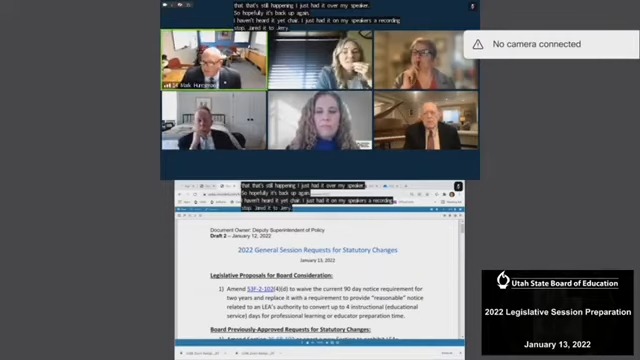 that that's still happening I just had it over my speaker.
So hopefully it's back up again.
I haven't heard it yet chair. I just had it on my speakers a recording
stop. Jared it to Jerry.
No camera connected
that that's still happening I just had it over my speaker.
So hopefully it's back up again.
I haven't heard it yet chair. I just had it on my speakers a recording
stop. Jared it to Jerry.
Document Owner: Deputy Superintendent of Policy
Draft 2 – January 12, 2022
2022 General Session Requests for Statutory Changes
January 13, 2022
Legislative Proposals for Board Consideration:
1) Amend 53F-2-102(4)(d) to waive the current 90 day notice requirement for
two years and replace it with a requirement to provide "reasonable" notice
related to an LEA's authority to convert up to 4 instructional (educational
service) days for professional learning or educator preparation time.
Board Previously-Approved Requests for Statutory Changes:
Utah State Board of Education
2022 Legislative Session Preparation
January 13, 2022